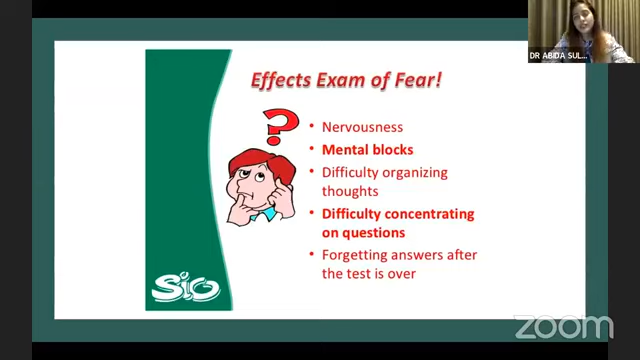 DR ABIDA SUL...
Effects Exam of Fear!
?
• Nervousness
• Mental blocks
• Difficulty organizing
thoughts
• Difficulty concentrating
on questions
• Forgetting answers after
the test is over
SiO
zoom